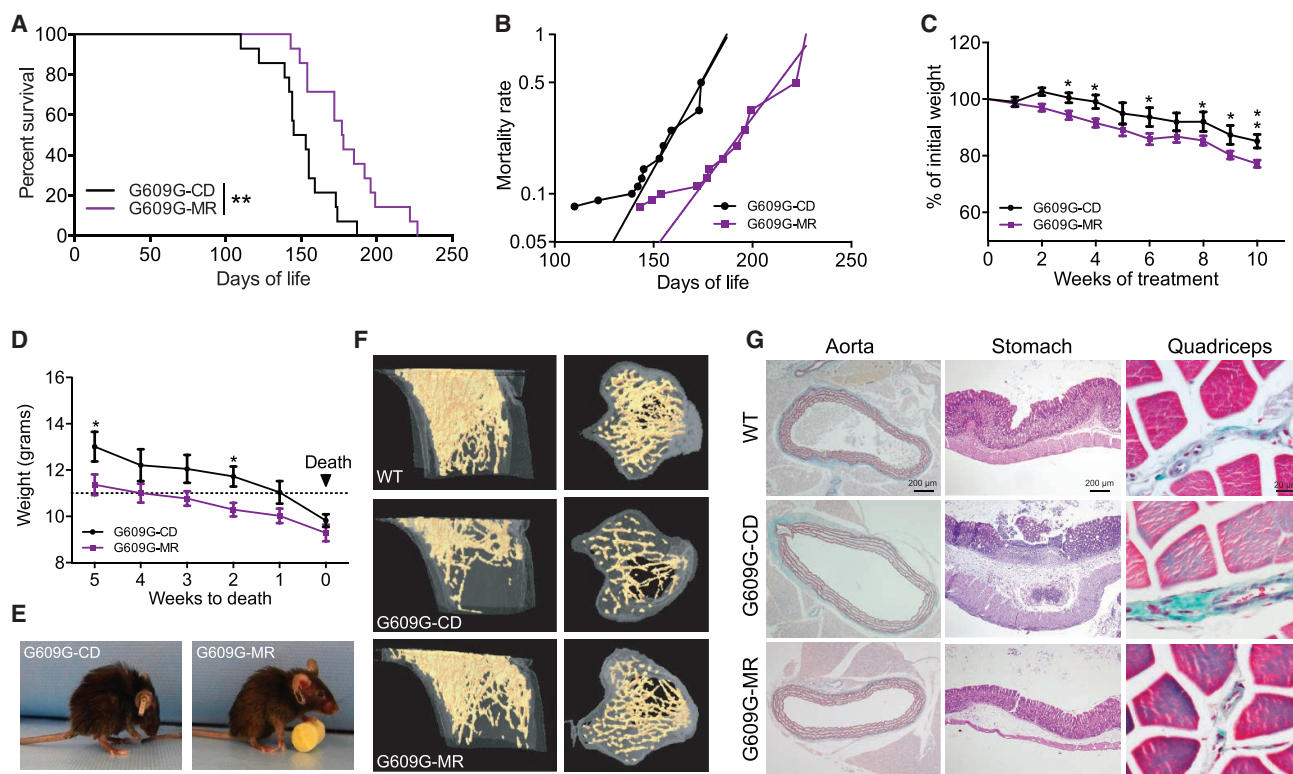 A
Percent survival
100
80
60
40
20
0
0 50 100 150 200 250
Days of life
G609G-CD
G609G-MR
**
B
Mortality rate
1
0.5
0.1
0.05
100 150 200 250
Days of life
G609G-CD
G609G-MR
C
% of initial weight
120
100
80
60
0 2 4 6 8 10
Weeks of treatment
* * * * * **
G609G-CD
G609G-MR
D
Weight (grams)
16
14
12
10
8
5 4 3 2 1 0
Weeks to death
* *
Death
G609G-CD
G609G-MR
E
G609G-CD
G609G-MR
F
WT
G609G-CD
G609G-MR
G
Aorta Stomach Quadriceps
WT
200 µm
200 µm
20 µm
G609G-CD
G609G-MR